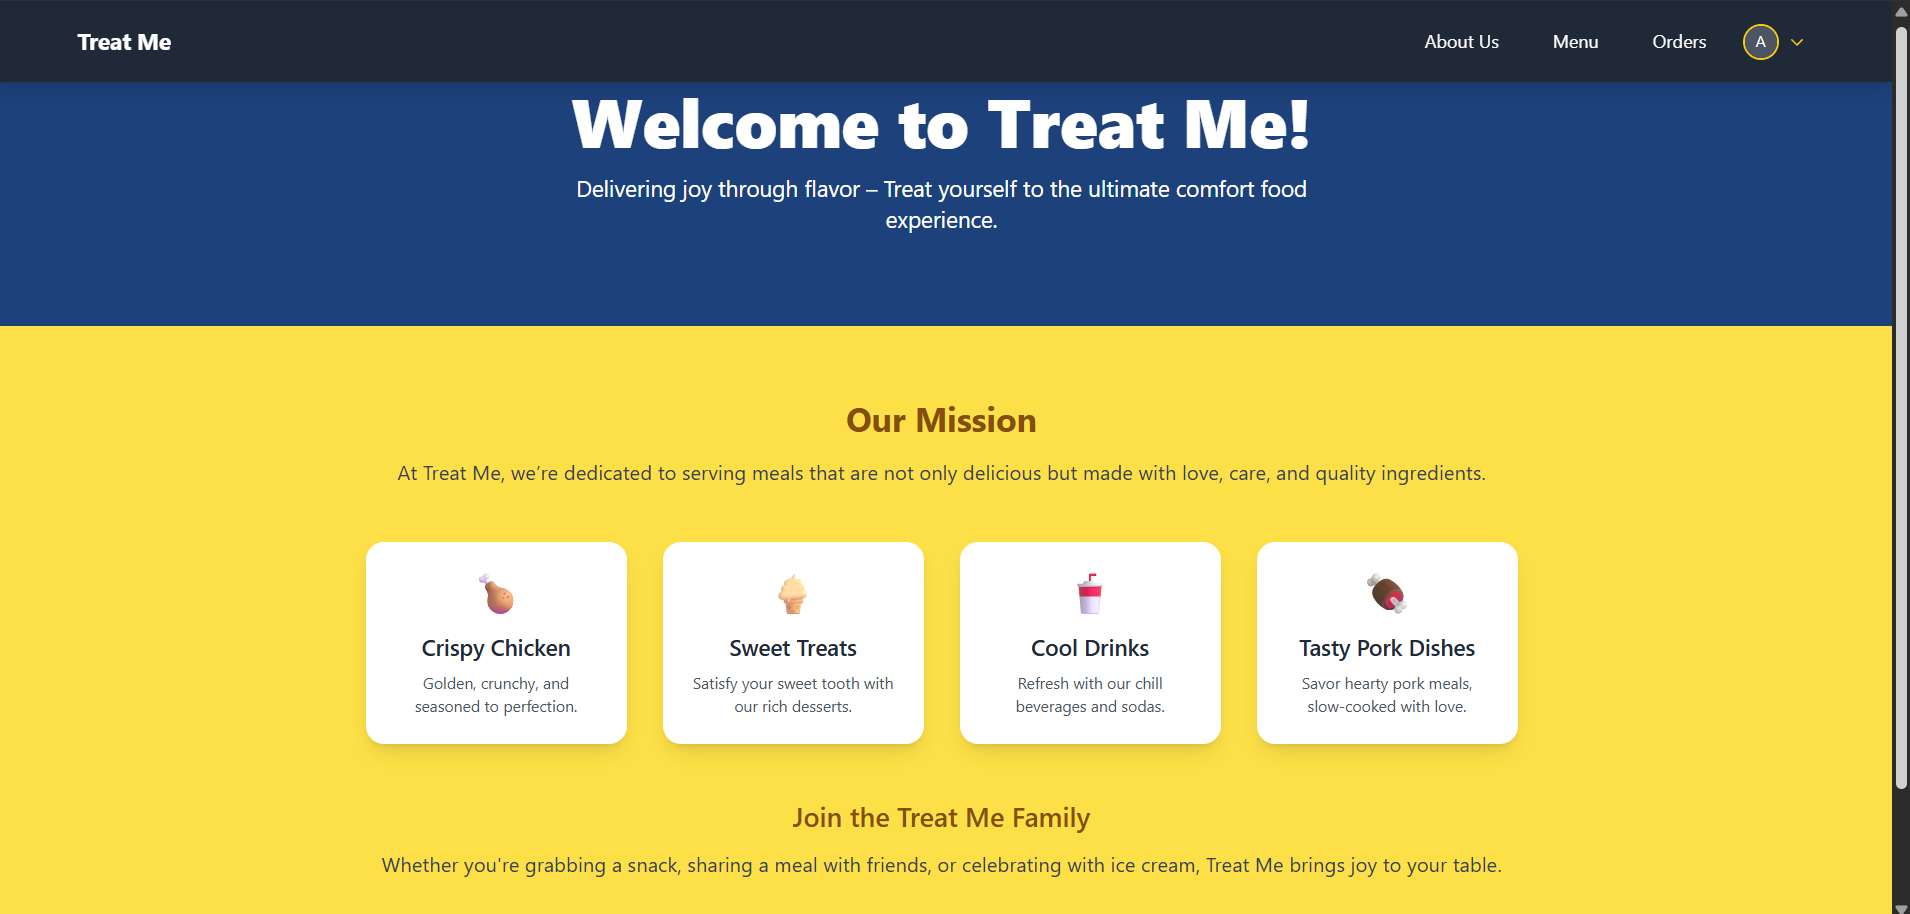 Treat Me
About Us
Menu
Orders
A
Welcome to Treat Me!
Delivering joy through flavor – Treat yourself to the ultimate comfort food
experience.
Our Mission
At Treat Me, we’re dedicated to serving meals that are not only delicious but made with love, care, and quality ingredients.
Crispy Chicken
Golden, crunchy, and
seasoned to perfection.
Sweet Treats
Satisfy your sweet tooth with
our rich desserts.
Cool Drinks
Refresh with our chill
beverages and sodas.
Tasty Pork Dishes
Savor hearty pork meals,
slow-cooked with love.
Join the Treat Me Family
Whether you're grabbing a snack, sharing a meal with friends, or celebrating with ice cream, Treat Me brings joy to your table.